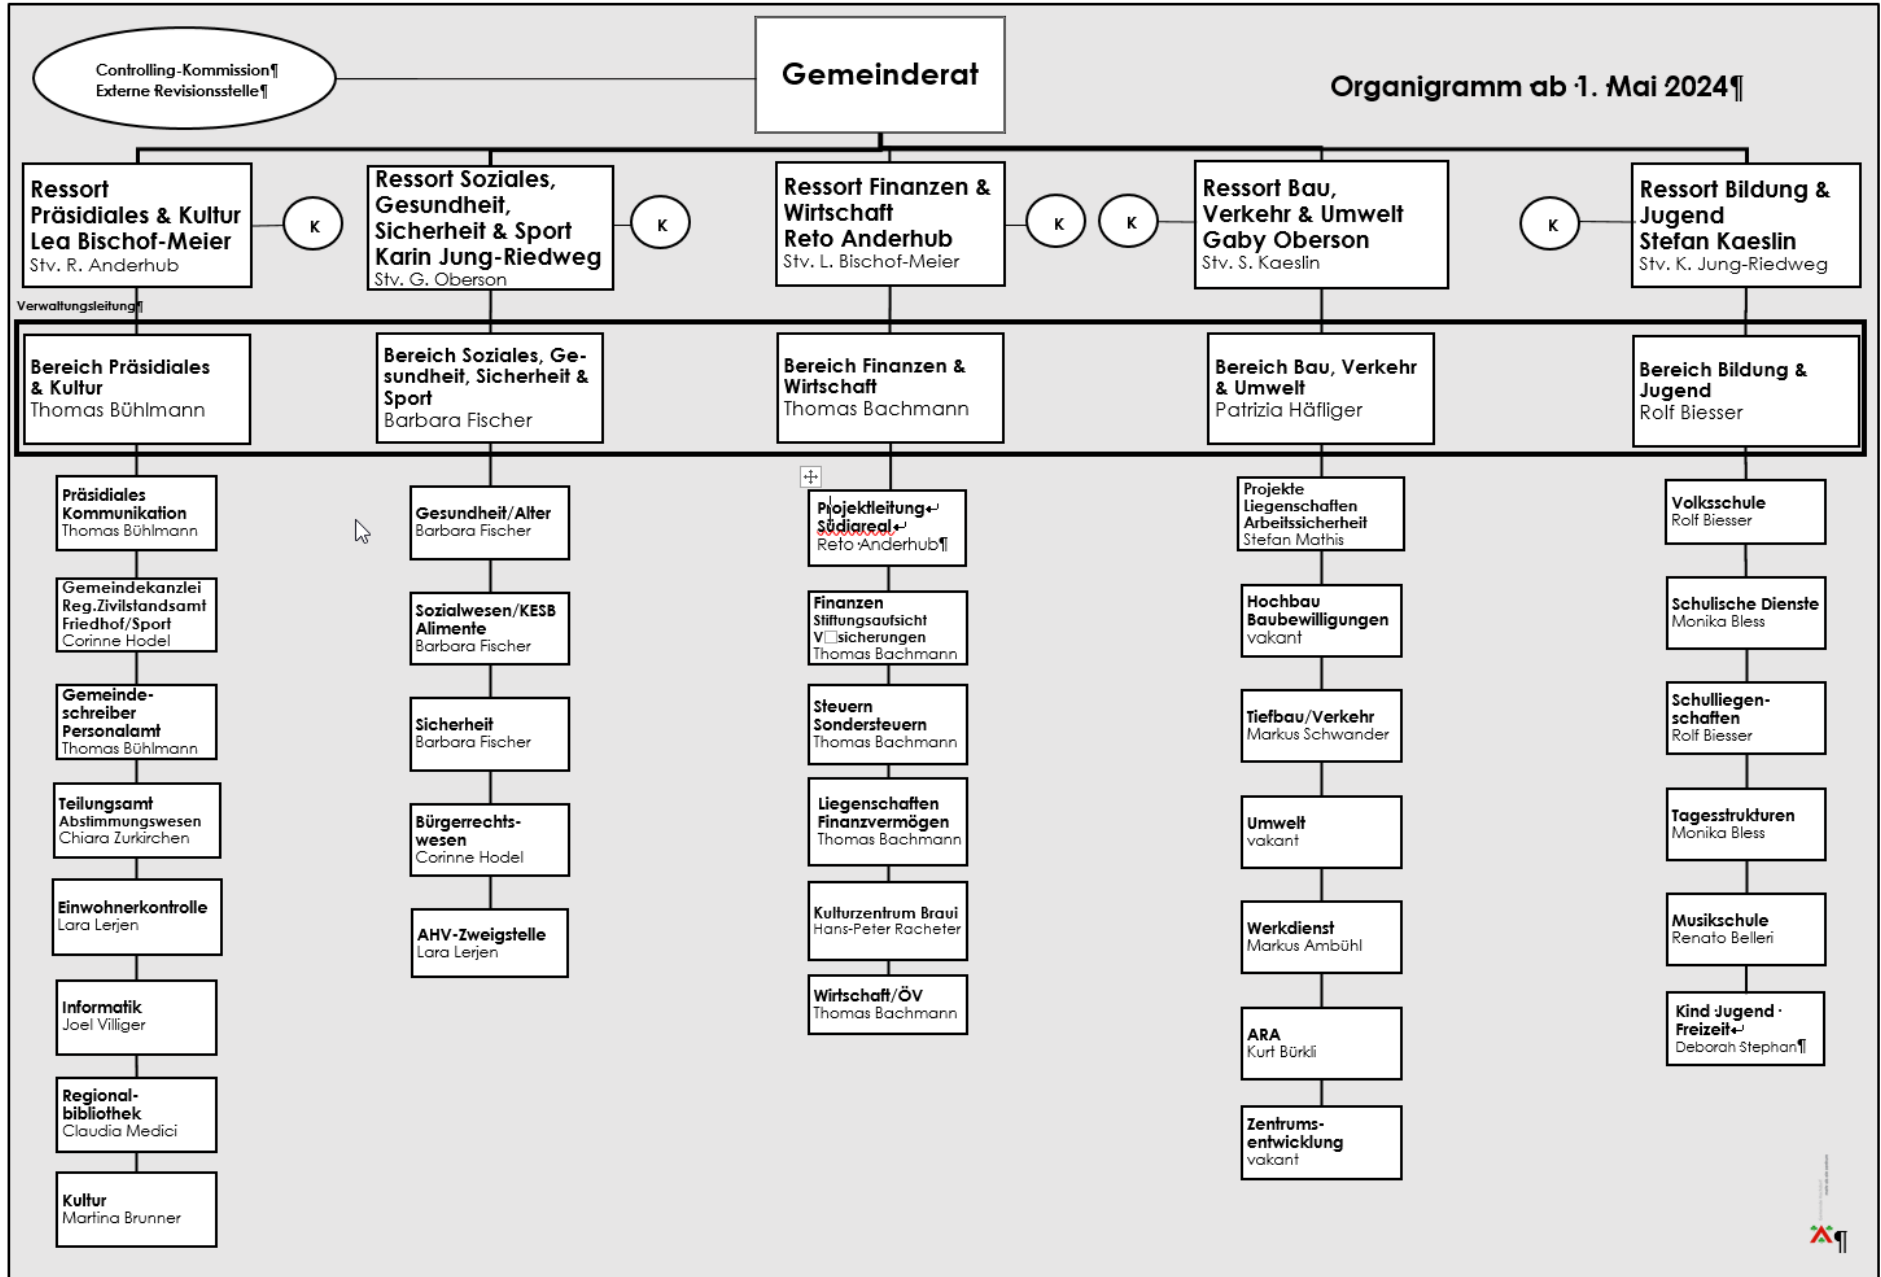 Controlling-Kommission¶
Externe Revisionsstelle¶
Gemeinderat
Organigramm ab 1. Mai 2024¶
Ressort
Präsidiales & Kultur
Lea Bischof-Meier
Stv. R. Anderhub
K
Ressort Soziales,
Gesundheit,
Sicherheit & Sport
Karin Jung-Riedweg
Stv. G. Oberson
K
Ressort Finanzen &
Wirtschaft
Reto Anderhub
Stv. L. Bischof-Meier
K
K
Ressort Bau,
Verkehr & Umwelt
Gaby Oberson
Stv. S. Kaeslin
K
Ressort Bildung &
Jugend
Stefan Kaeslin
Stv. K. Jung-Riedweg
Verwaltungsleitung¶
Bereich Präsidiales
& Kultur
Thomas Bühlmann
Bereich Soziales, Ge-
sundheit, Sicherheit &
Sport
Barbara Fischer
Bereich Finanzen &
Wirtschaft
Thomas Bachmann
Bereich Bau, Verkehr
& Umwelt
Patrizia Häfliger
Bereich Bildung &
Jugend
Rolf Biesser
Präsidiales
Kommunikation
Thomas Bühlmann
Gemeindekanzlei
Reg.Zivilstandsamt
Friedhof/Sport
Corinne Hodel
Gemeinde-
schreiber
Personalamt
Thomas Bühlmann
Teilungsamt
Abstimmungswesen
Chiara Zurkirchen
Einwohnerkontrolle
Lara Lerjen
Informatik
Joel Villiger
Regional-
bibliothek
Claudia Medici
Kultur
Martina Brunner
Gesundheit/Alter
Barbara Fischer
Sozialwesen/KESB
Alimente
Barbara Fischer
Sicherheit
Barbara Fischer
Bürgerrechts-
wesen
Corinne Hodel
AHV-Zweigstelle
Lara Lerjen
Projektleitung↵
Südiareal↵
Reto Anderhub¶
Finanzen
Stiftungsaufsicht
V□sicherungen
Thomas Bachmann
Steuern
Sondersteuern
Thomas Bachmann
Liegenschaften
Finanzvermögen
Thomas Bachmann
Kulturzentrum Braui
Hans-Peter Racheter
Wirtschaft/ÖV
Thomas Bachmann
Projekte
Liegenschaften
Arbeitssicherheit
Stefan Mathis
Hochbau
Baubewilligungen
vakant
Tiefbau/Verkehr
Markus Schwander
Umwelt
vakant
Werkdienst
Markus Ambühl
ARA
Kurt Bürkli
Zentrums-
entwicklung
vakant
Volksschule
Rolf Biesser
Schulische Dienste
Monika Bless
Schulliegen-
schaften
Rolf Biesser
Tagesstrukturen
Monika Bless
Musikschule
Renato Belleri
Kind Jugend
Freizeit↵
Deborah Stephan¶
¶